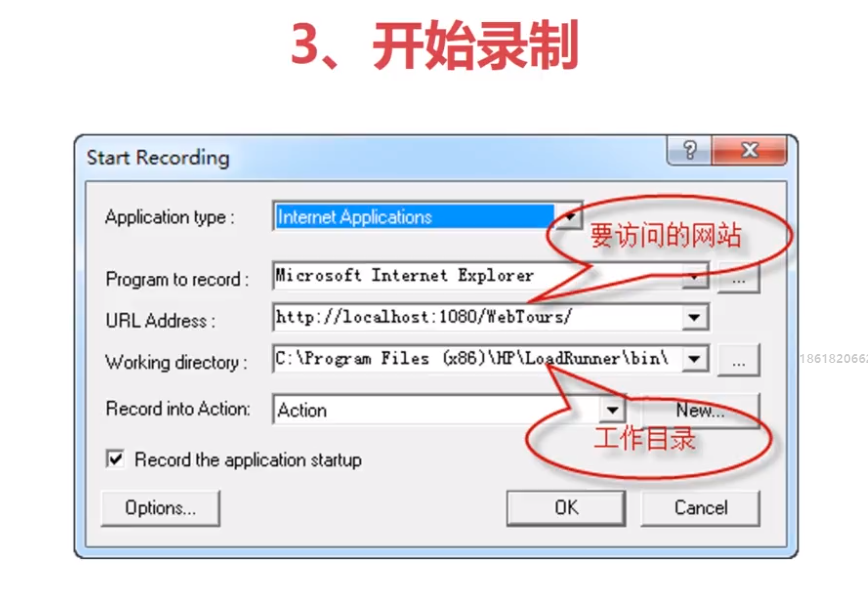 3、开始录制
Start Recording
Application type :
Internet Applications
要访问的网站
Program to record :
Microsoft Internet Explorer
...
URL Address :
http://localhost:1080/WebTours/
Working directory :
C:\Program Files (x86)\HP\LoadRunner\bin\
...
186182066
Record into Action:
Action
New...
工作目录
Record the application startup
Options...
OK
Cancel